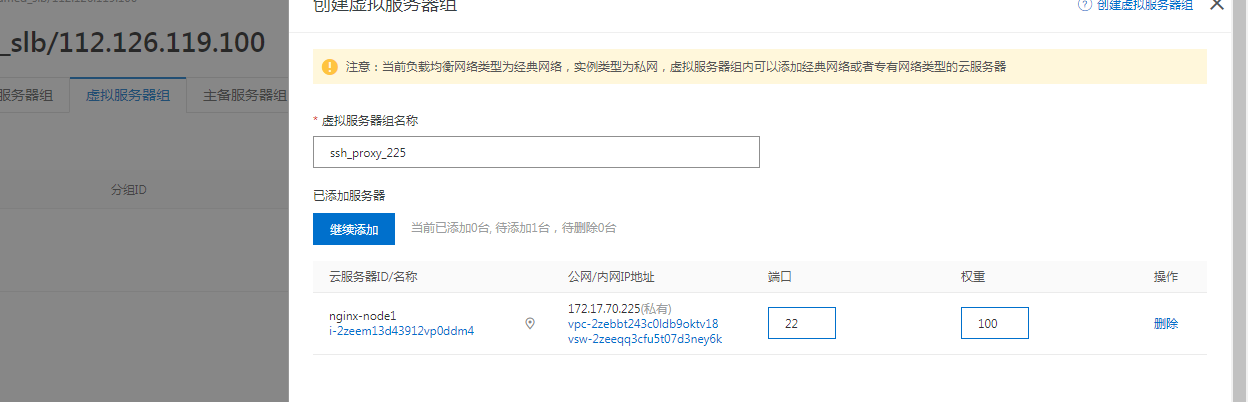 创建虚拟服务器组
创建虚拟服务器组
_slb/112.126.119.100
服务器组
虚拟服务器组
主备服务器组
分组ID
注意：当前负载均衡网络类型为经典网络，实例类型为私网，虚拟服务器组内可以添加经典网络或者专有网络类型的云服务器
* 虚拟服务器组名称
ssh_proxy_225
已添加服务器
继续添加
当前已添加0台, 待添加1台，待删除0台
云服务器ID/名称
公网/内网IP地址
端口
权重
操作
nginx-node1
i-2zeem13d43912vp0ddm4
172.17.70.225(私有)
vpc-2zebbt243c0ldb9oktv18
vsw-2zeeqq3cfu5t07d3ney6k
22
100
删除